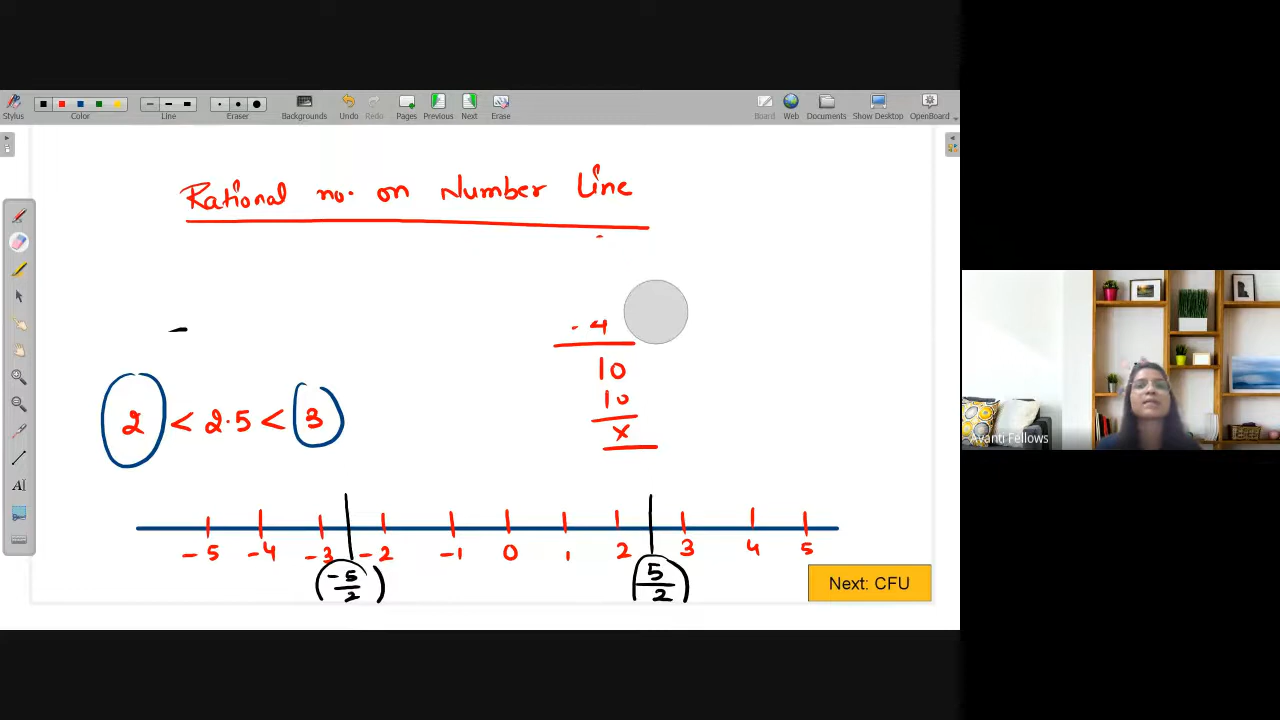 Stylus Color Line Eraser Backgrounds Undo Redo Pages Previous Next Erase Board Web Documents Show Desktop OpenBoard
Rational no. on Number Line
- 4
10
10
x
2 < 2.5 < 3
-5 -4 -3 -2 -1 0 1 2 3 4 5
(-5/2) (5/2)
Next: CFU
Avanti Fellows